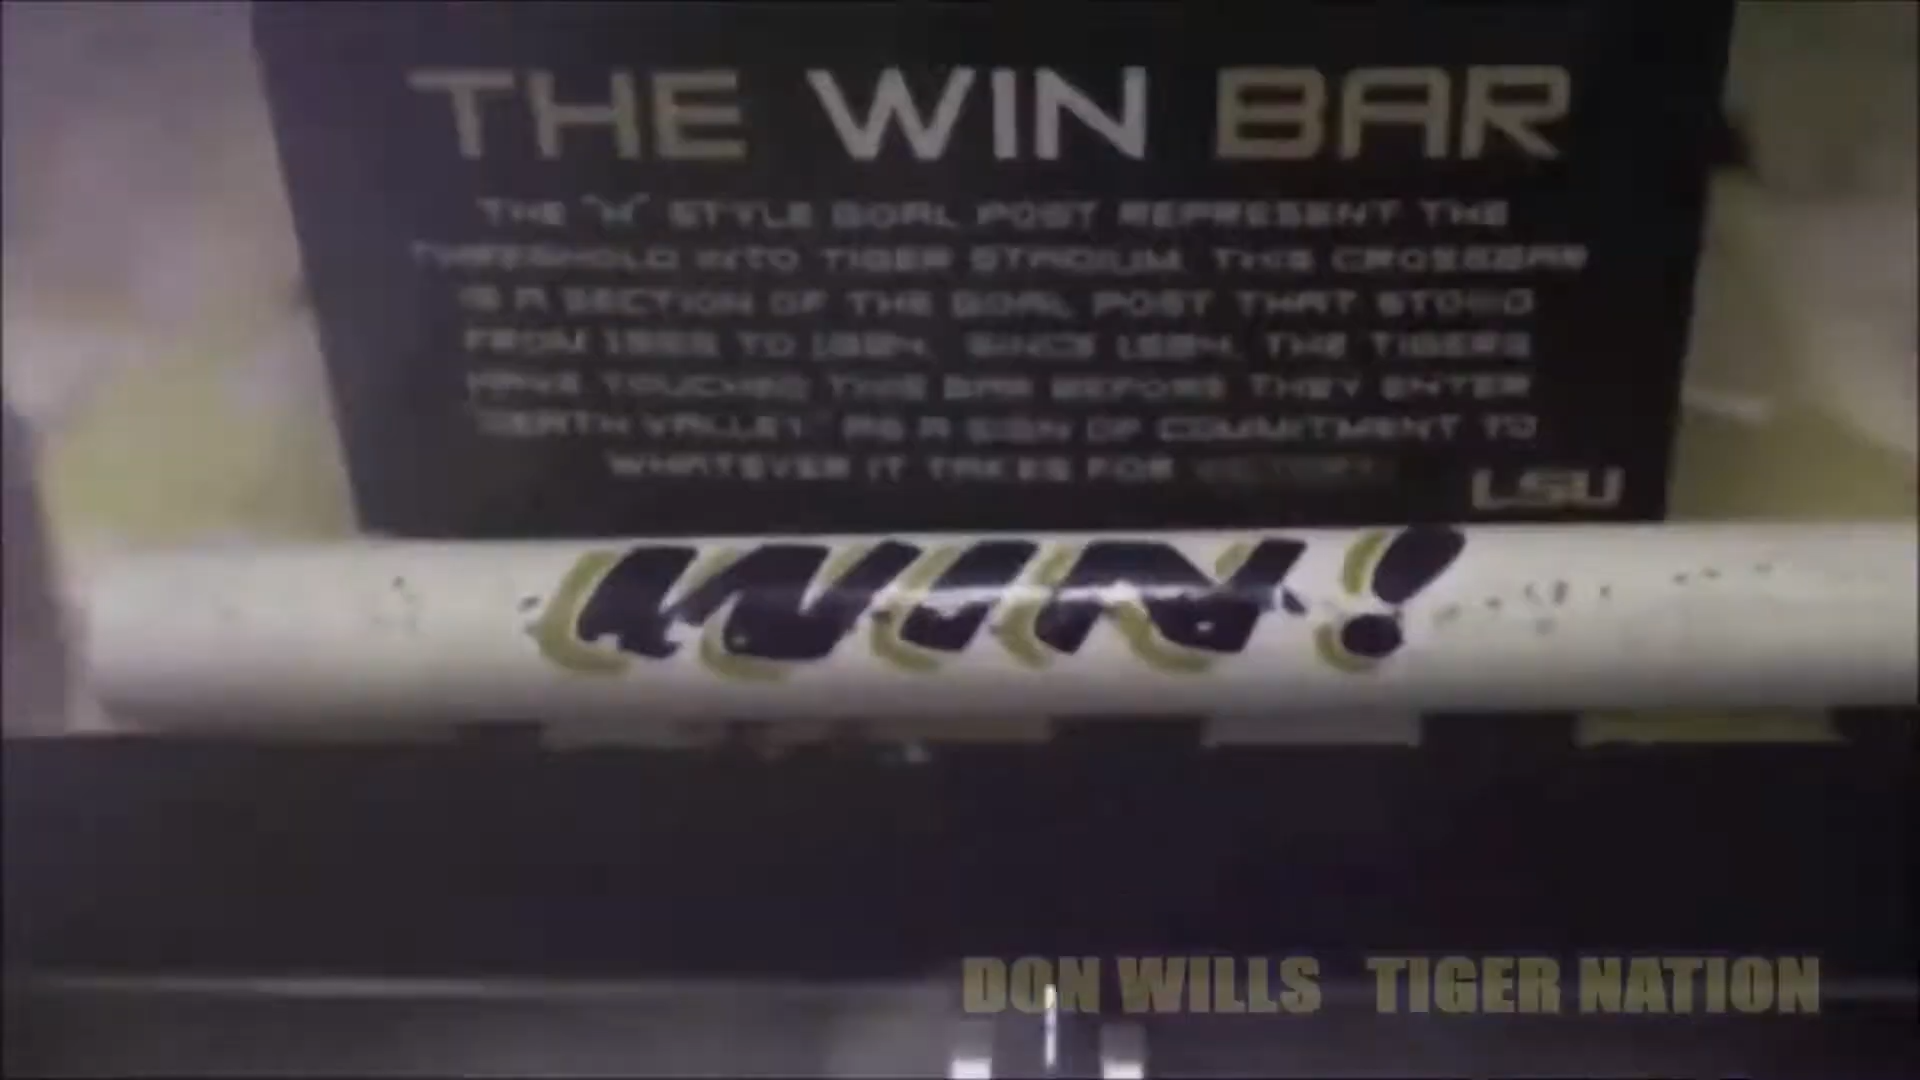 THE WIN BAR
THE "H" STYLE GOAL POST REPRESENT THE
THRESHOLD INTO TIGER STADIUM. THIS CROSSBAR
IS A SECTION OF THE GOAL POST THAT STOOD
FROM TO THE TIGERS
HAVE TOUCHED THIS BAR BEFORE THEY ENTER
"DEATH VALLEY" AS A SIGN OF COMMITMENT TO
WHATEVER IT TAKES FOR VICTORY.
LSU
WIN!
DON WILLS TIGER NATION